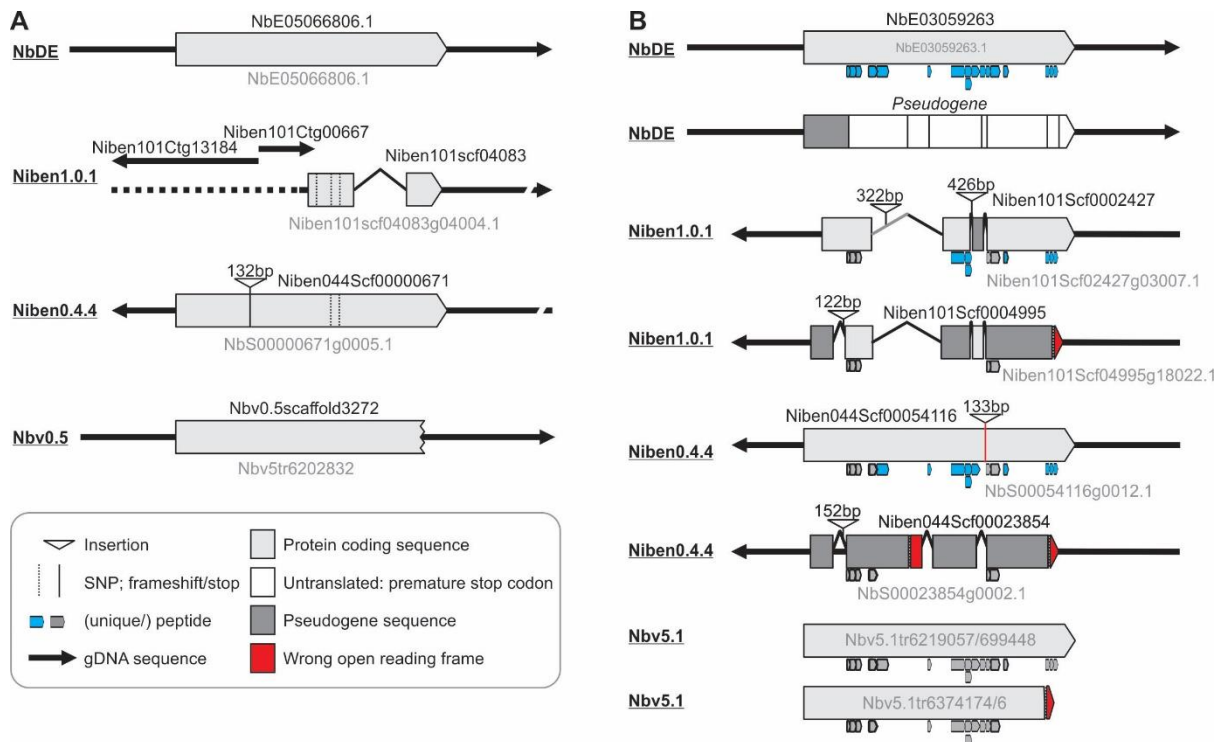 A
NbE05066806.1
NbDE
NbE05066806.1
Niben101Ctg00667
Niben101Ctg13184
Niben101scf04083
Niben1.0.1
Niben101scf04083g04004.1
132bp
Niben044Scf00000671
Niben0.4.4
NbS00000671g0005.1
Nbv0.5scaffold3272
Nbv0.5
Nbv5tr6202832
Insertion
Protein coding sequence
SNP; frameshift/stop
Untranslated: premature stop codon
(unique/) peptide
Pseudogene sequence
gDNA sequence
Wrong open reading frame
B
NbE03059263
NbDE
NbE03059263.1
Pseudogene
NbDE
426bp
322bp
Niben101Scf0002427
Niben1.0.1
Niben101Scf02427g03007.1
122bp
Niben101Scf0004995
Niben1.0.1
Niben101Scf04995g18022.1
133bp
Niben044Scf00054116
Niben0.4.4
NbS00054116g0012.1
152bp
Niben044Scf00023854
Niben0.4.4
NbS00023854g0002.1
Nbv5.1
Nbv5.1tr6219057/699448
Nbv5.1
Nbv5.1tr6374174/6